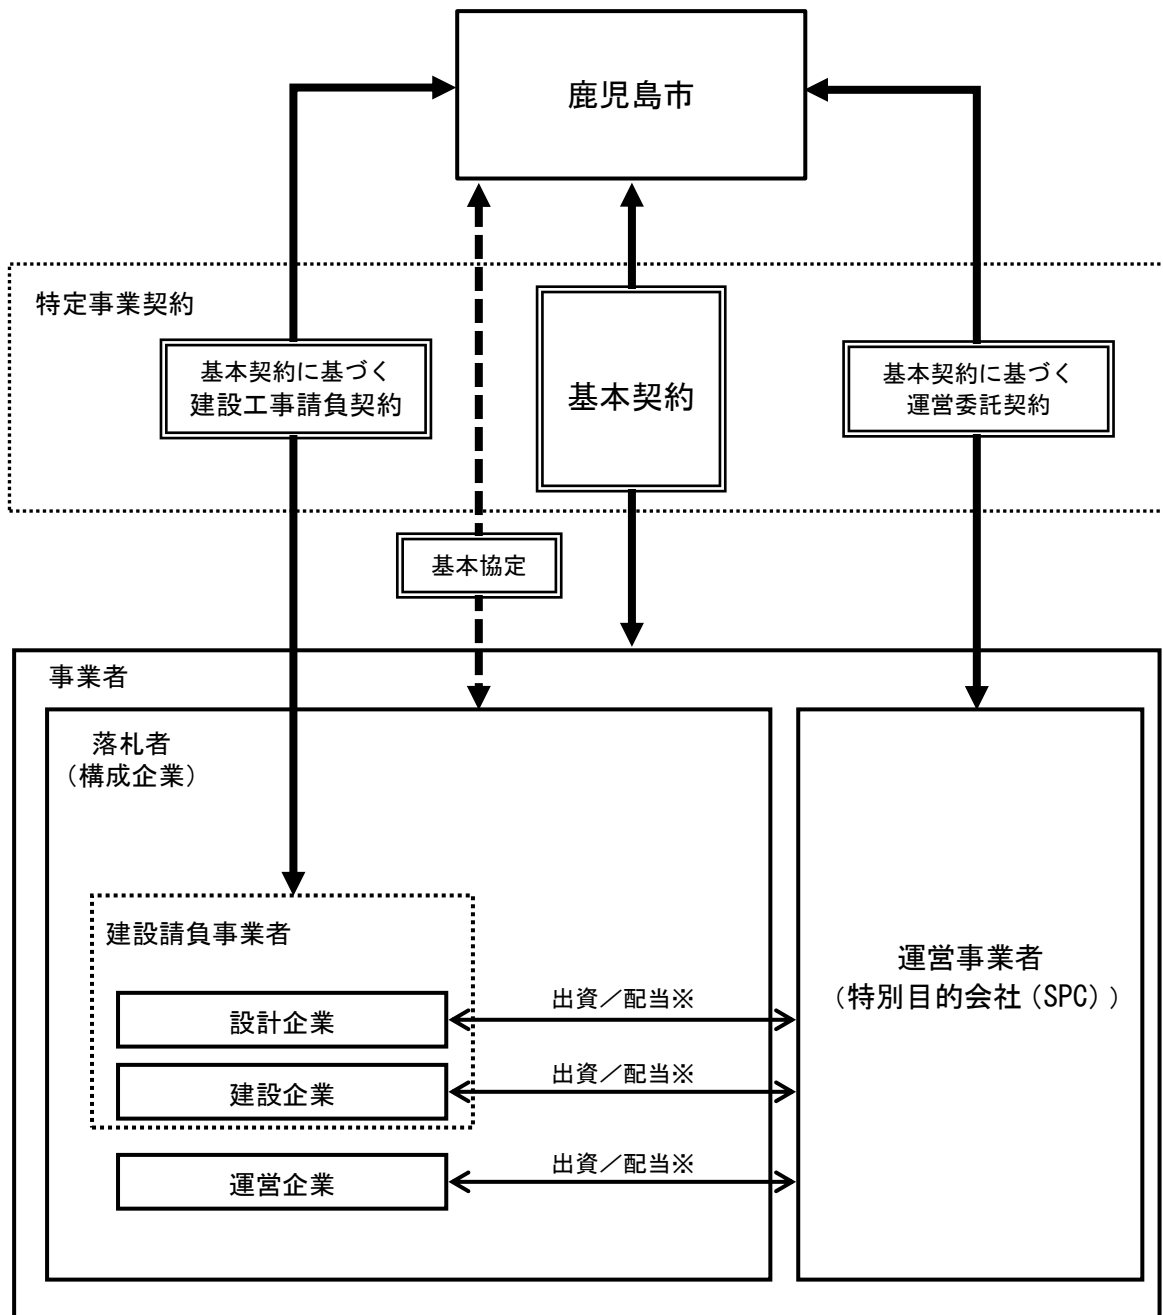 鹿児島市
特定事業契約
基本契約に基づく
建設工事請負契約
基本契約
基本契約に基づく
運営委託契約
基本協定
事業者
落札者
（構成企業）
建設請負事業者
設計企業
建設企業
運営企業
出資／配当※
出資／配当※
出資／配当※
運営事業者
（特別目的会社（SPC））